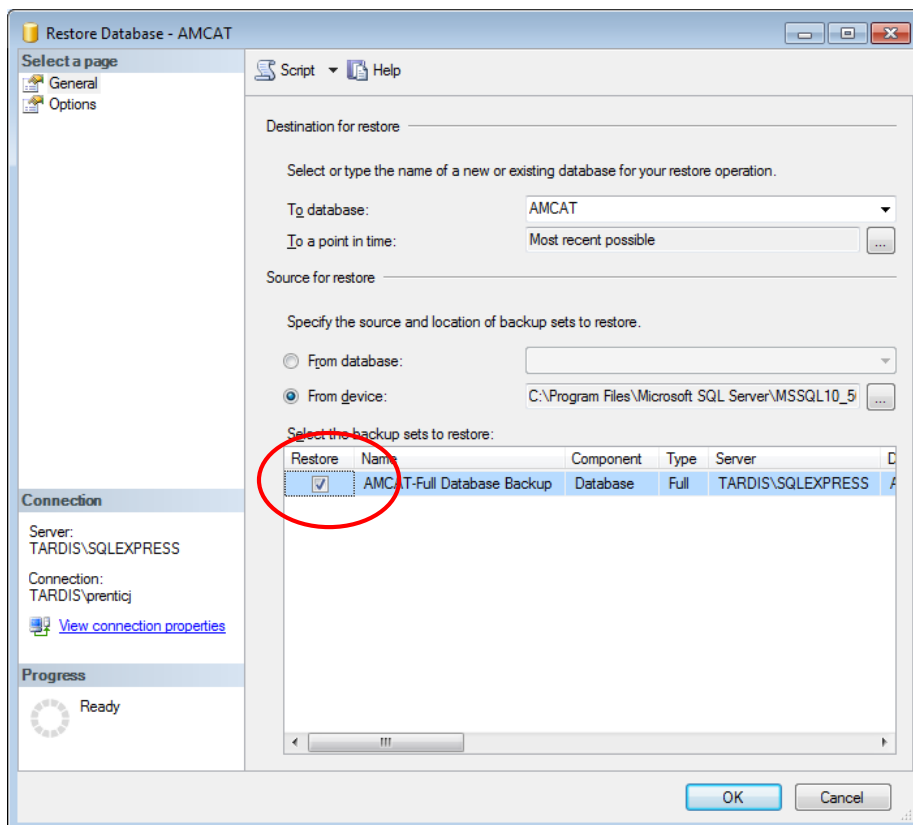 Restore Database - AMCAT
Select a page
General
Options
Script
Help
Destination for restore
Select or type the name of a new or existing database for your restore operation.
To database:
AMCAT
To a point in time:
Most recent possible
...
Source for restore
Specify the source and location of backup sets to restore.
From database:
From device:
C:\Program Files\Microsoft SQL Server\MSSQL10_5
...
Select the backup sets to restore:
Restore Name Component Type Server D
AMCAT-Full Database Backup Database Full TARDIS\SQLEXPRESS
Connection
Server:
TARDIS\SQLEXPRESS
Connection:
TARDIS\prenticj
View connection properties
Progress
Ready
OK
Cancel